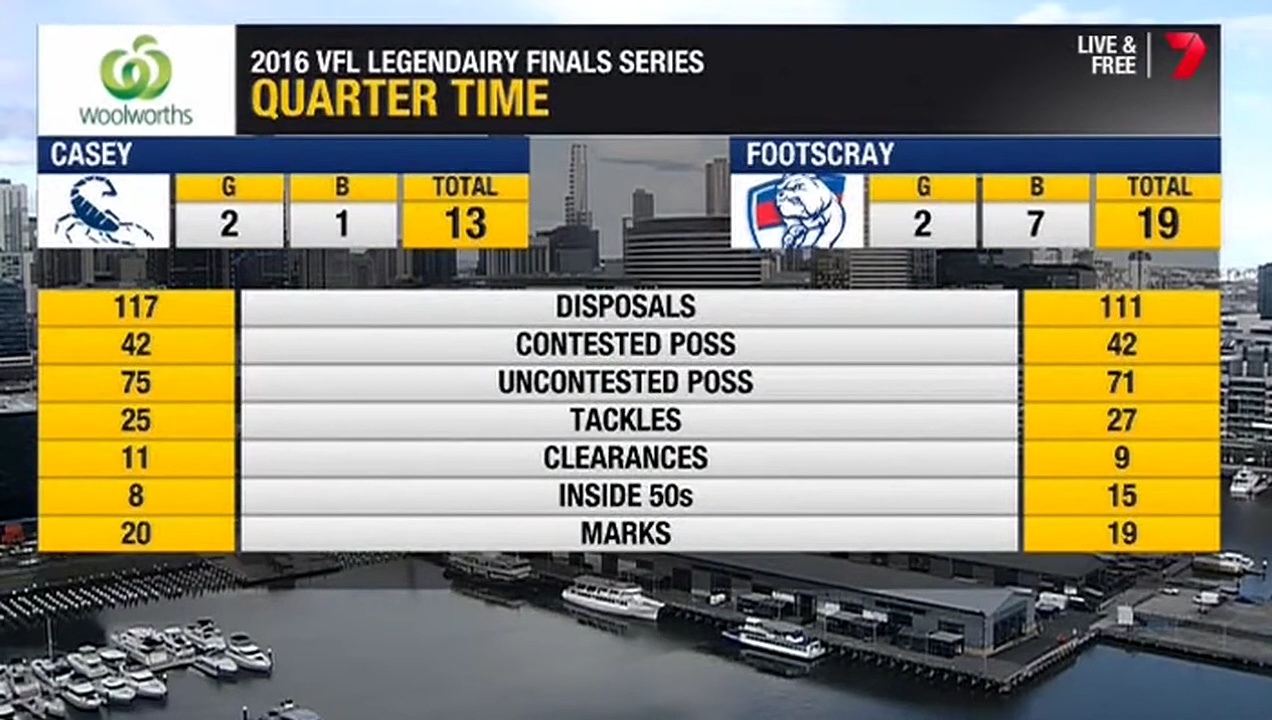 woolworths
2016 VFL LEGENDAIRY FINALS SERIES
QUARTER TIME
LIVE &
FREE
7
CASEY
G B TOTAL
2 1 13
FOOTSCRAY
G B TOTAL
2 7 19
117 DISPOSALS 111
42 CONTESTED POSS 42
75 UNCONTESTED POSS 71
25 TACKLES 27
11 CLEARANCES 9
8 INSIDE 50s 15
20 MARKS 19